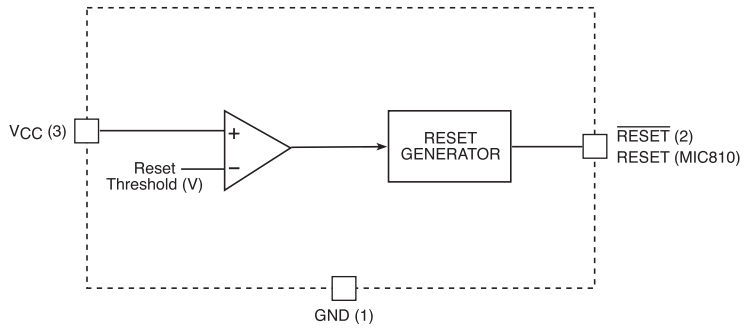 VCC (3)
+
−
Reset
Threshold (V)
RESET
GENERATOR
RESET (2)
RESET (MIC810)
GND (1)